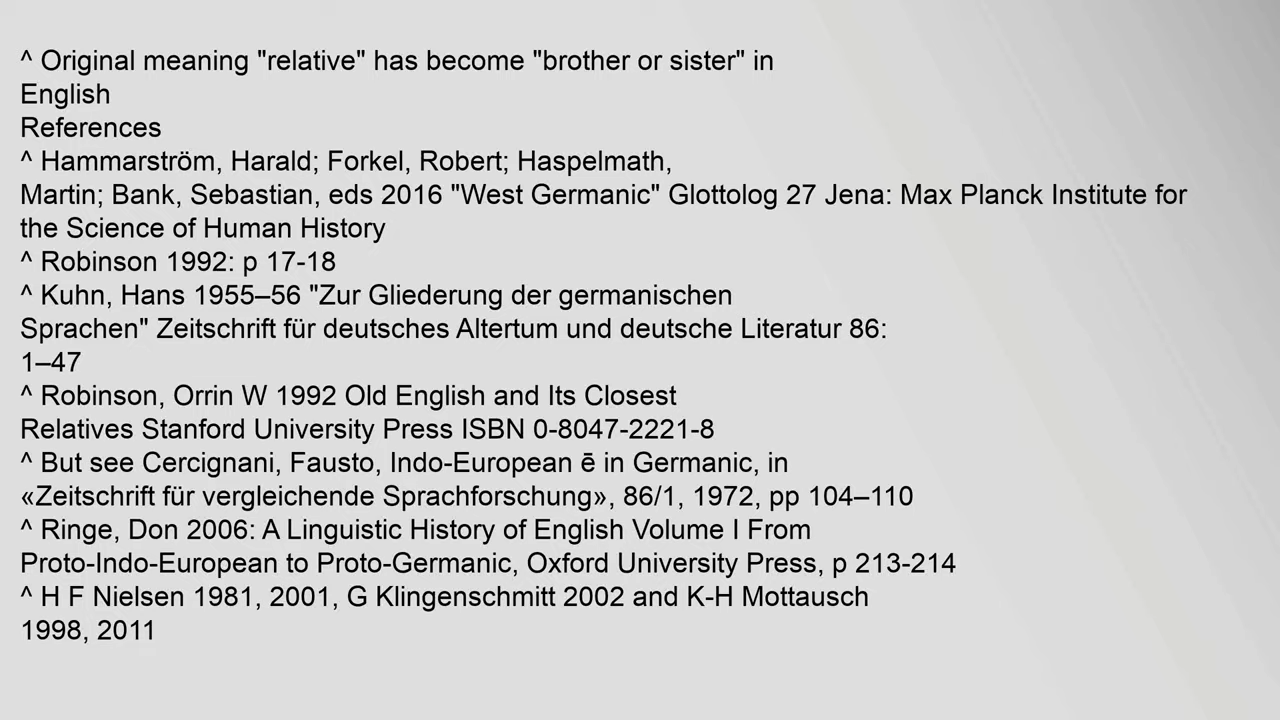 ^ Original meaning "relative" has become "brother or sister" in
English
References
^ Hammarström, Harald; Forkel, Robert; Haspelmath,
Martin; Bank, Sebastian, eds 2016 "West Germanic" Glottolog 27 Jena: Max Planck Institute for
the Science of Human History
^ Robinson 1992: p 17-18
^ Kuhn, Hans 1955–56 "Zur Gliederung der germanischen
Sprachen" Zeitschrift für deutsches Altertum und deutsche Literatur 86:
1–47
^ Robinson, Orrin W 1992 Old English and Its Closest
Relatives Stanford University Press ISBN 0-8047-2221-8
^ But see Cercignani, Fausto, Indo-European ē in Germanic, in
«Zeitschrift für vergleichende Sprachforschung», 86/1, 1972, pp 104–110
^ Ringe, Don 2006: A Linguistic History of English Volume I From
Proto-Indo-European to Proto-Germanic, Oxford University Press, p 213-214
^ H F Nielsen 1981, 2001, G Klingenschmitt 2002 and K-H Mottausch
1998, 2011